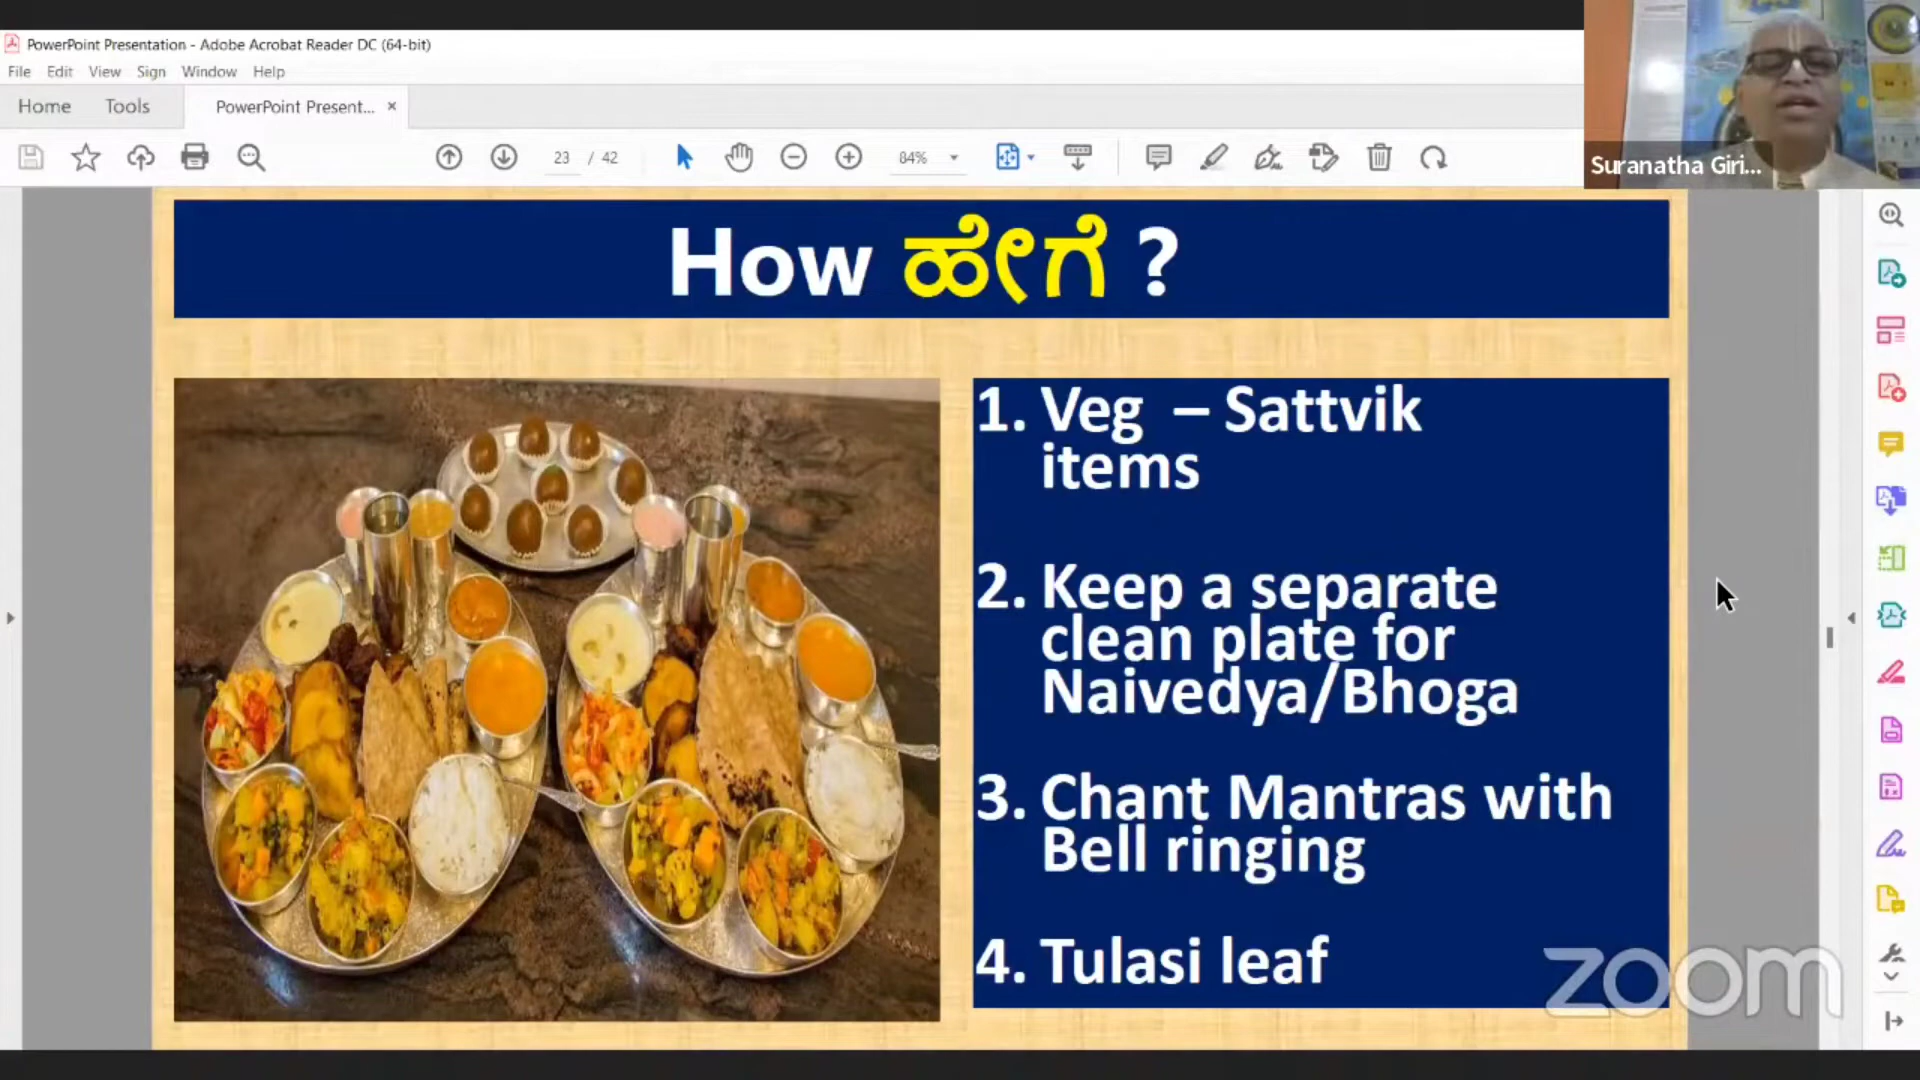 PowerPoint Presentation - Adobe Acrobat Reader DC (64-bit)
File Edit View Sign Window Help
Home Tools PowerPoint Present... ×
23 / 42 84%
Suranatha Giri...
How ಹೇಗೆ ?
1. Veg – Sattvik
items
2. Keep a separate
clean plate for
Naivedya/Bhoga
3. Chant Mantras with
Bell ringing
4. Tulasi leaf
zoom